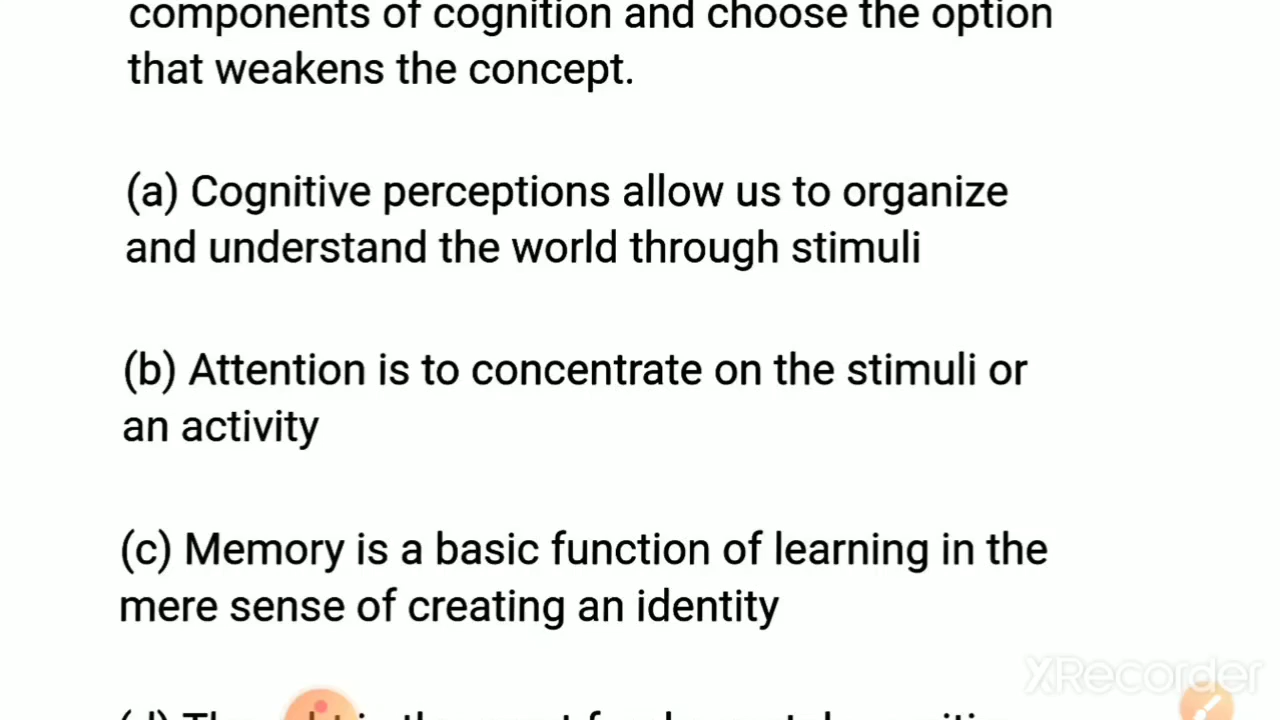 components of cognition and choose the option
that weakens the concept.
(a) Cognitive perceptions allow us to organize
and understand the world through stimuli
(b) Attention is to concentrate on the stimuli or
an activity
(c) Memory is a basic function of learning in the
mere sense of creating an identity
XRecorder
(d)